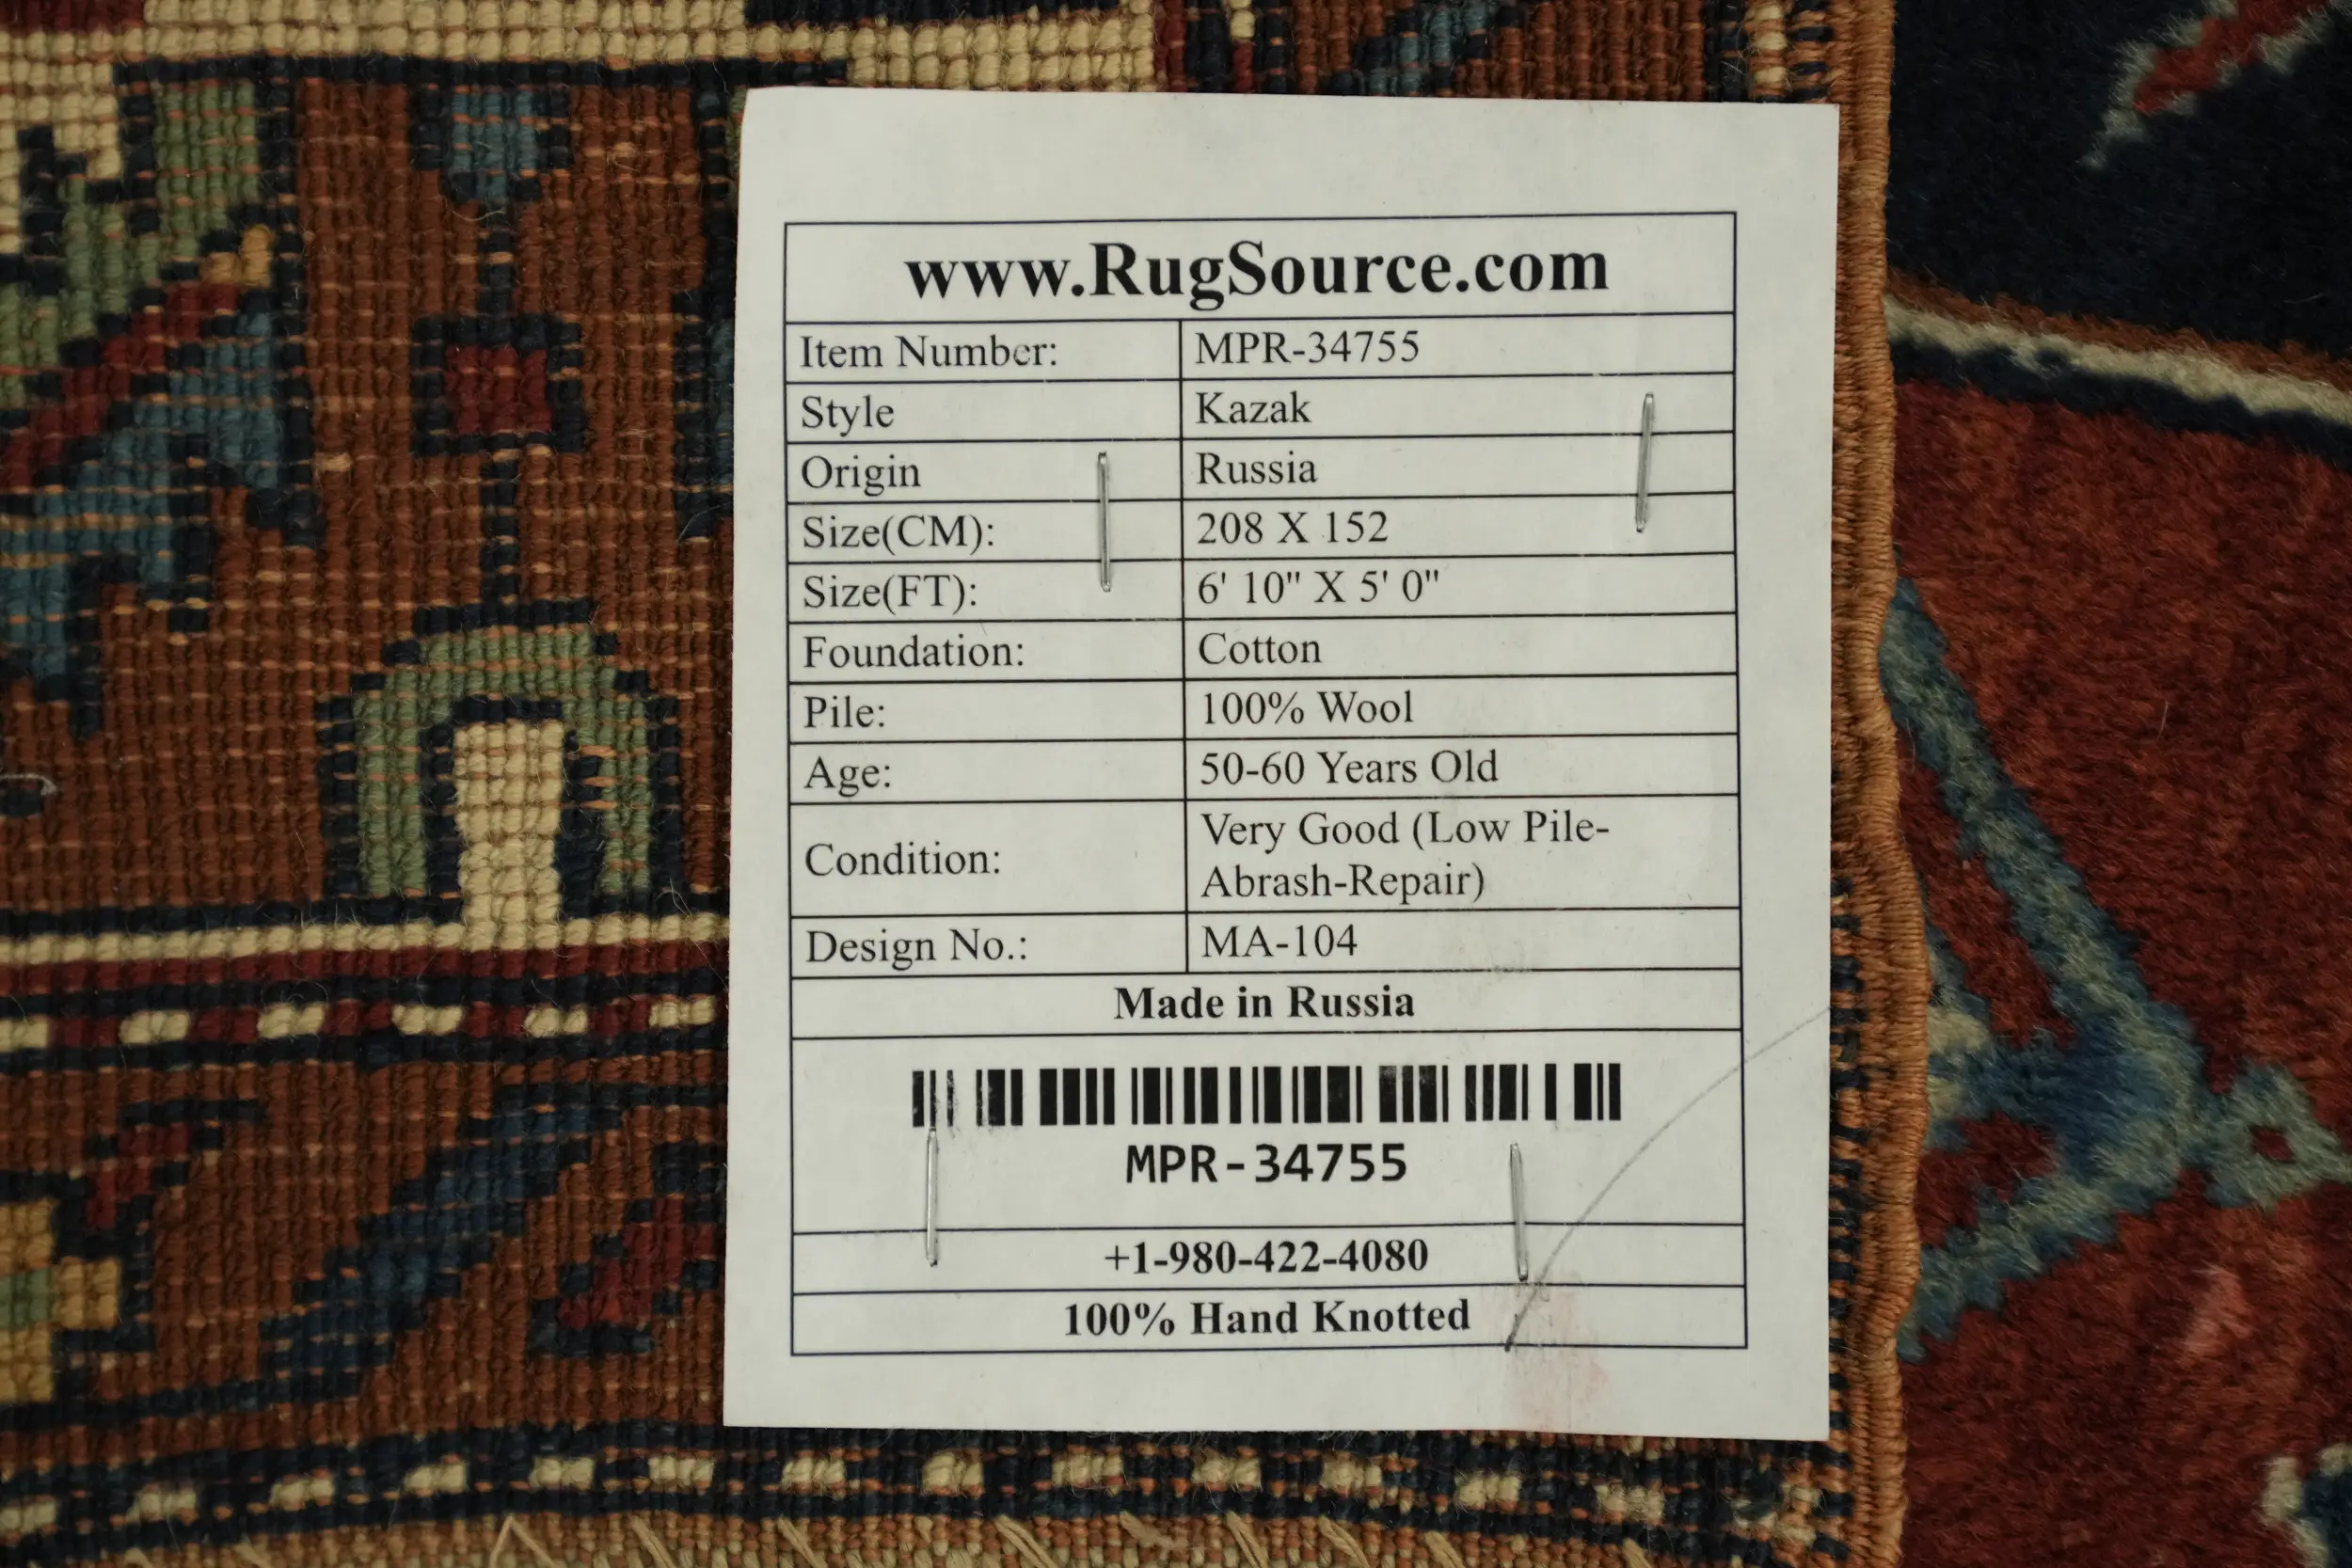 www.RugSource.com
Item Number: MPR-34755
Style Kazak
Origin Russia
Size(CM): 208 X 152
Size(FT): 6' 10" X 5' 0"
Foundation: Cotton
Pile: 100% Wool
Age: 50-60 Years Old
Condition: Very Good (Low Pile-
Abrash-Repair)
Design No.: MA-104
Made in Russia
MPR-34755
+1-980-422-4080
100% Hand Knotted